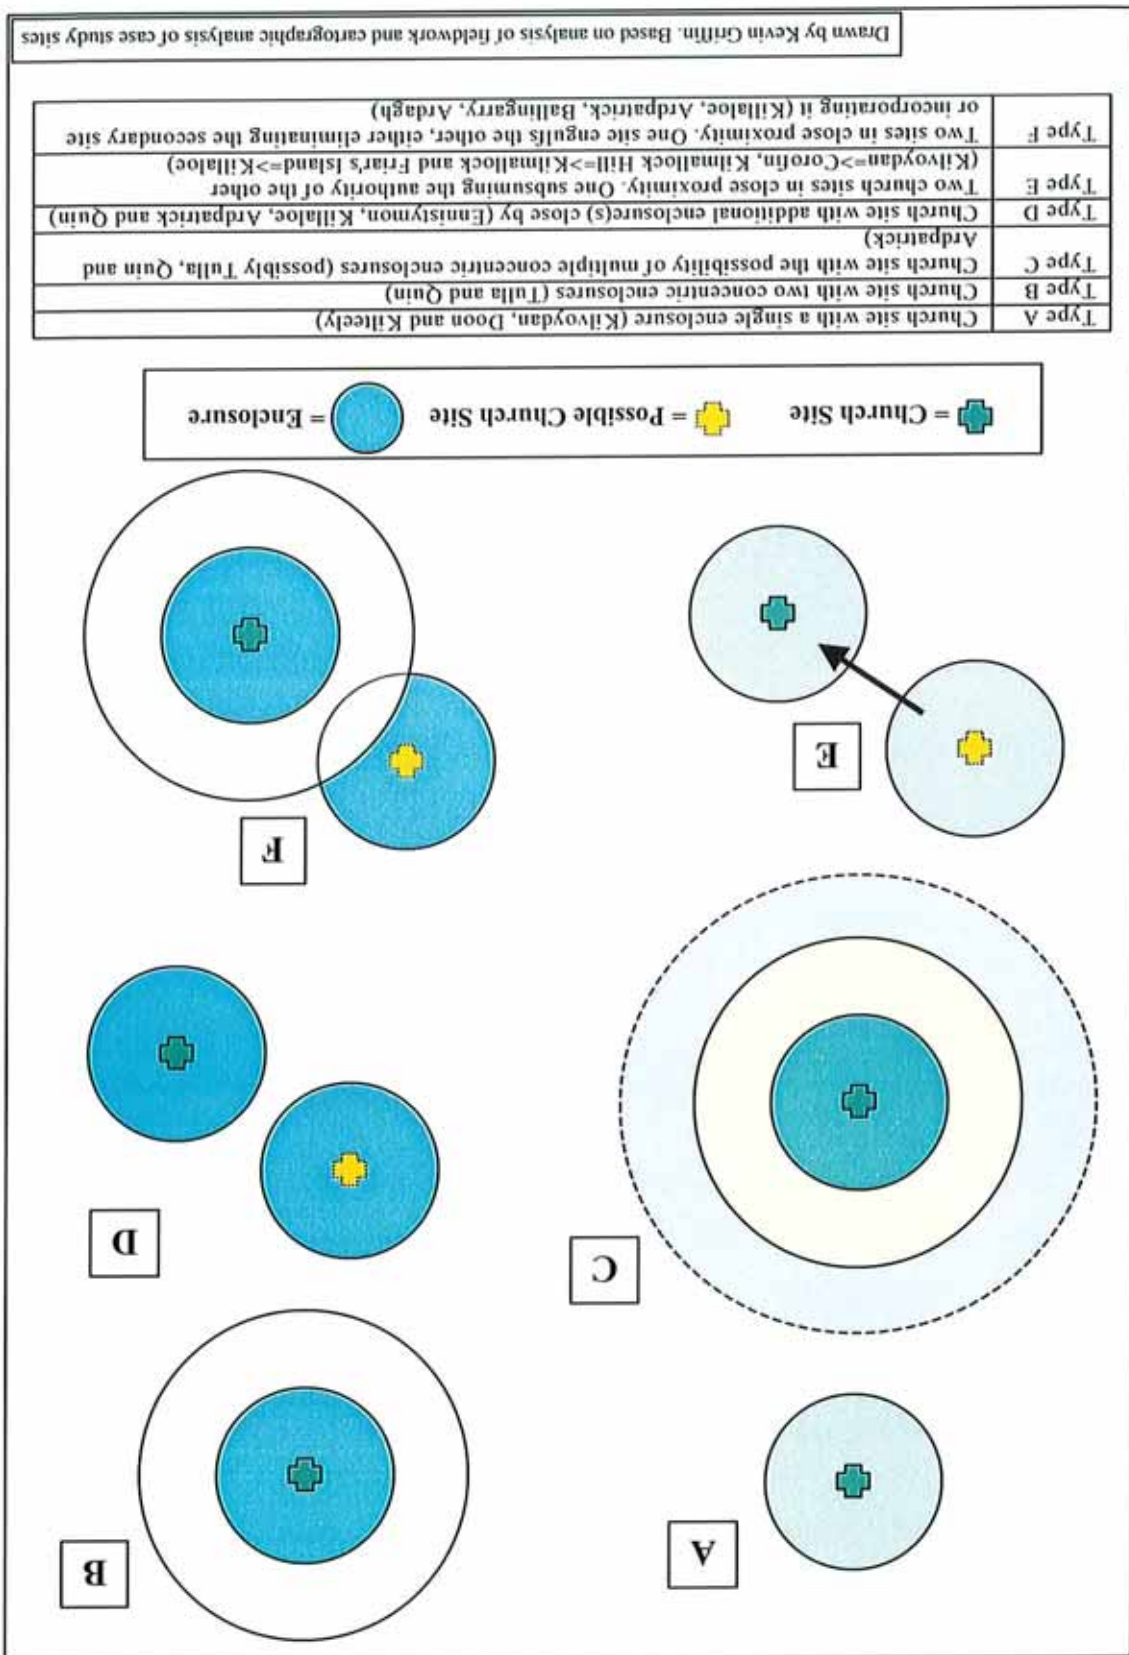 A
B
C
D
E
F
= Church Site
= Possible Church Site
= Enclosure
Type A Church site with a single enclosure (Kilvoydan, Doon and Kilteely)
Type B Church site with two concentric enclosures (Tulla and Quin)
Type C Church site with the possibility of multiple concentric enclosures (possibly Tulla, Quin and
Ardpatrick)
Type D Church site with additional enclosure(s) close by (Ennistymon, Killaloe, Ardpatrick and Quin)
Type E Two church sites in close proximity. One subsuming the authority of the other
(Kilvoydan=>Corofin, Kilmallock Hill=>Kilmallock and Friar's Island=>Killaloe)
Type F Two sites in close proximity. One site engulfs the other, either eliminating the secondary site
or incorporating it (Killaloe, Ardpatrick, Ballingarry, Ardagh)
Drawn by Kevin Griffin. Based on analysis of fieldwork and cartographic analysis of case study sites